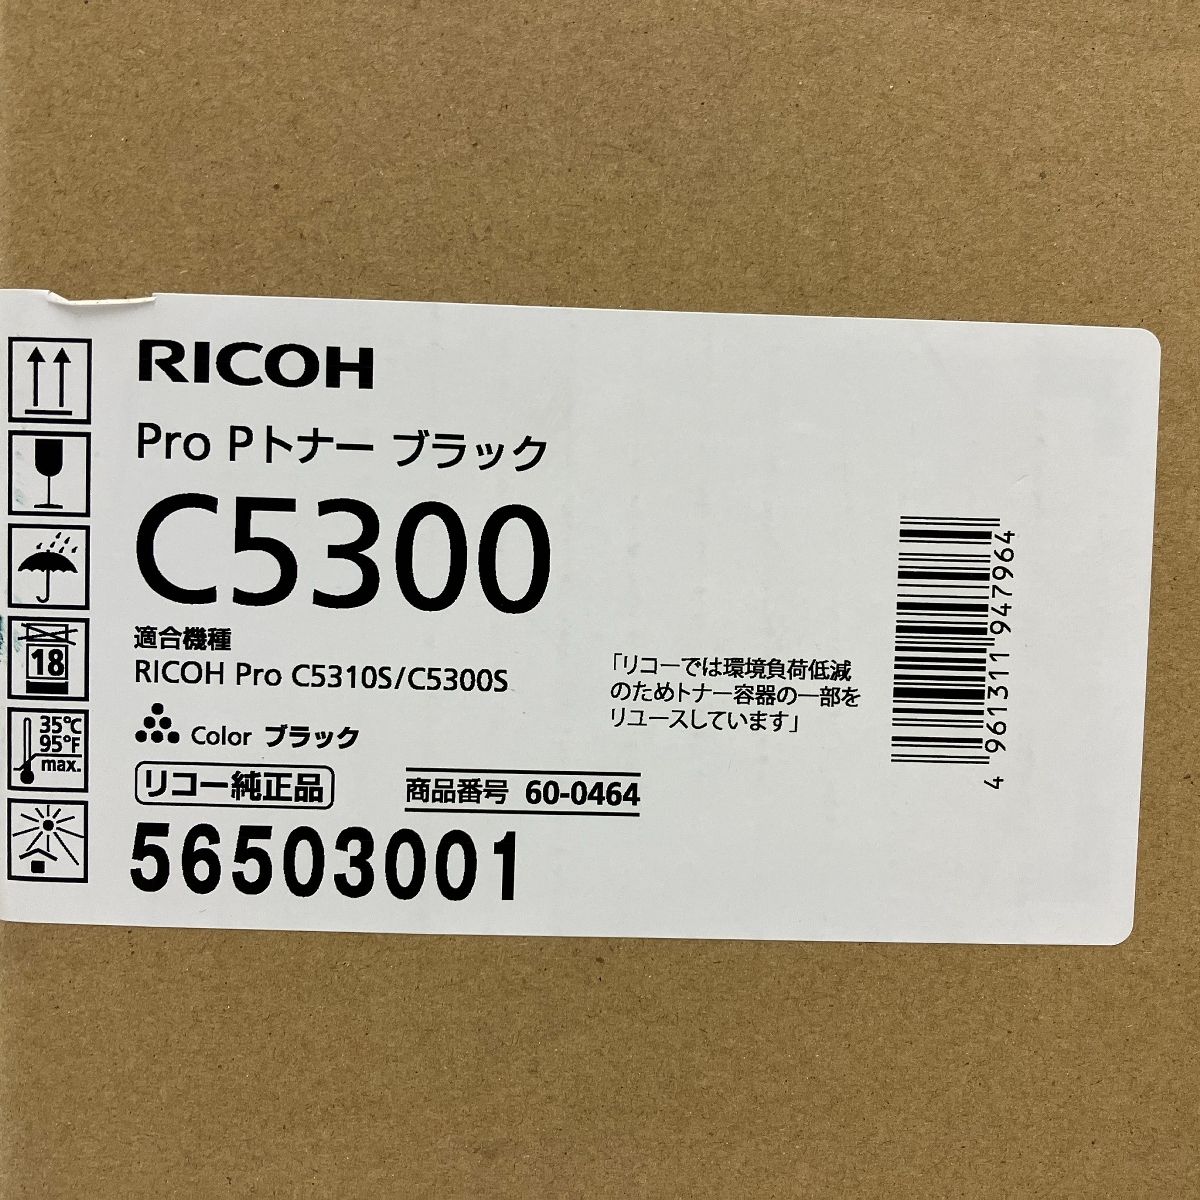 RICOH
Pro Pトナー ブラック
C5300
適合機種
RICOH Pro C5310S/C5300S
Color ブラック
リコー純正品
商品番号 60-0464
56503001
「リコーでは環境負荷低減
のためトナー容器の一部を
リユースしています」
4 961311 947964
18
35℃
95°F
max.